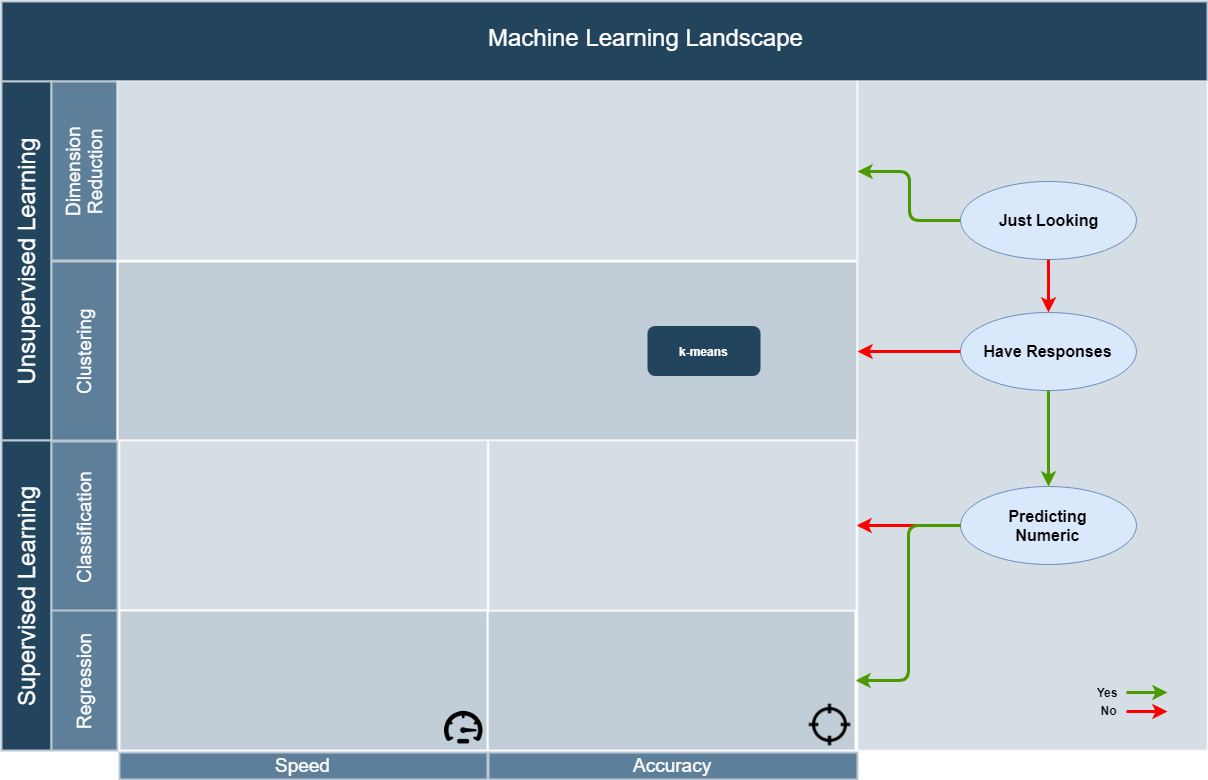 Machine Learning Landscape
Unsupervised Learning
Dimension
Reduction
Just Looking
Clustering
k-means
Have Responses
Supervised Learning
Classification
Predicting
Numeric
Regression
Yes
No
Speed
Accuracy